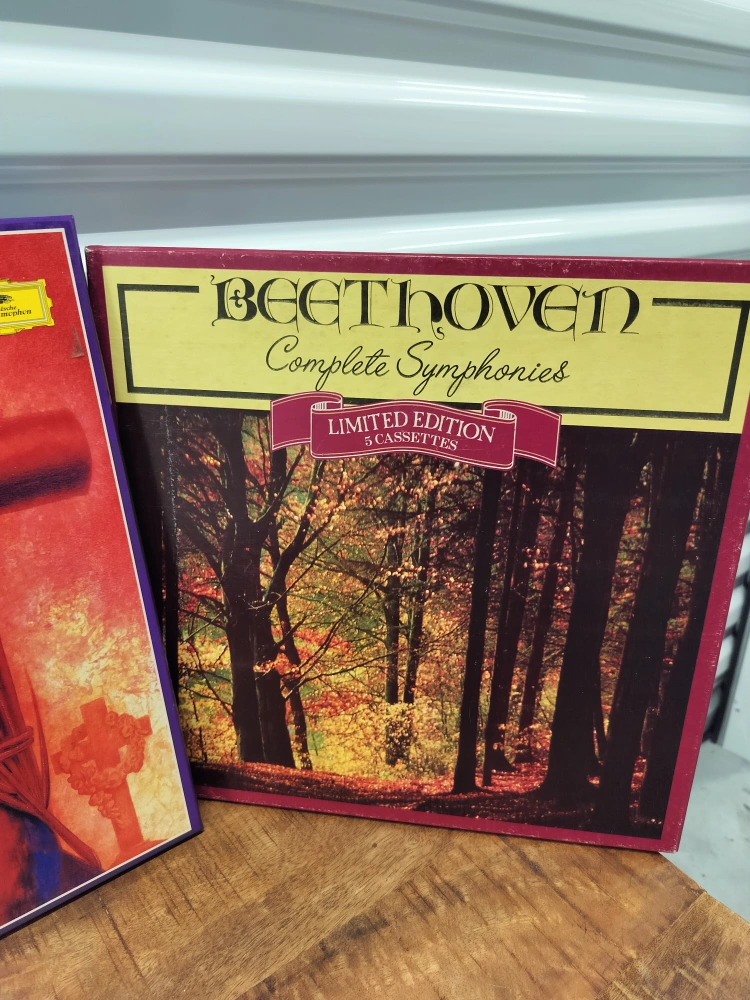 BEETHOVEN
Complete Symphonies
LIMITED EDITION
5 CASSETTES